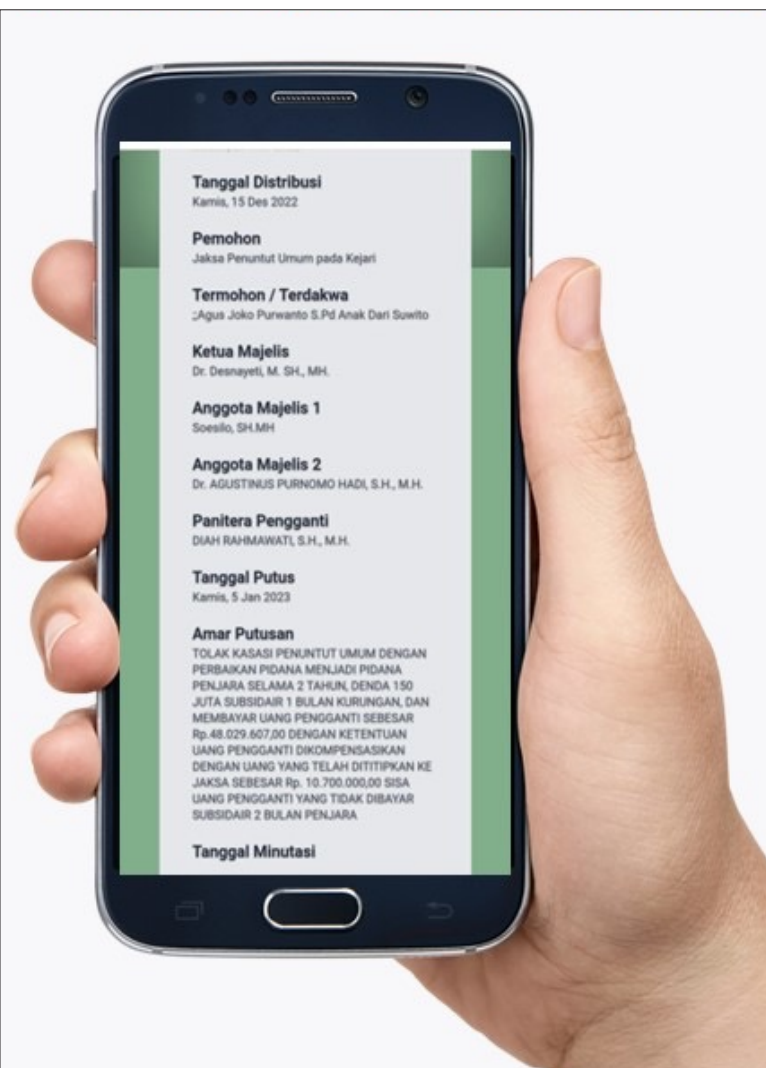 Tanggal Distribusi
Kamis, 15 Des 2022
Pemohon
Jaksa Penuntut Umum pada Kejari
Termohon / Terdakwa
;Agus Joko Purwanto S.Pd Anak Dari Suwito
Ketua Majelis
Dr. Desnayeti, M. SH., MH.
Anggota Majelis 1
Soesilo, SH.MH
Anggota Majelis 2
Dr. AGUSTINUS PURNOMO HADI, S.H., M.H.
Panitera Pengganti
DIAH RAHMAWATI, S.H., M.H.
Tanggal Putus
Kamis, 5 Jan 2023
Amar Putusan
TOLAK KASASI PENUNTUT UMUM DENGAN
PERBAIKAN PIDANA MENJADI PIDANA
PENJARA SELAMA 2 TAHUN, DENDA 150
JUTA SUBSIDAIR 1 BULAN KURUNGAN, DAN
MEMBAYAR UANG PENGGANTI SEBESAR
Rp.48.029.607,00 DENGAN KETENTUAN
UANG PENGGANTI DIKOMPENSASIKAN
DENGAN UANG YANG TELAH DITITIPKAN KE
JAKSA SEBESAR Rp. 10.700.000,00 SISA
UANG PENGGANTI YANG TIDAK DIBAYAR
SUBSIDAIR 2 BULAN PENJARA
Tanggal Minutasi